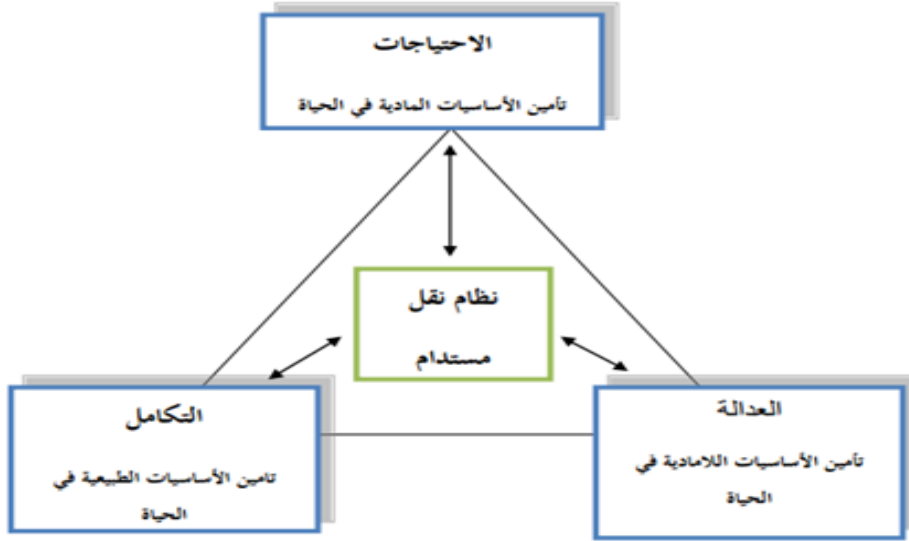 الاحتياجات
تأمين الأساسيات المادية في الحياة
نظام نقل
مستدام
العدالة
تأمين الأساسيات اللامادية في
الحياة
التكامل
تامين الأساسيات الطبيعية في
الحياة